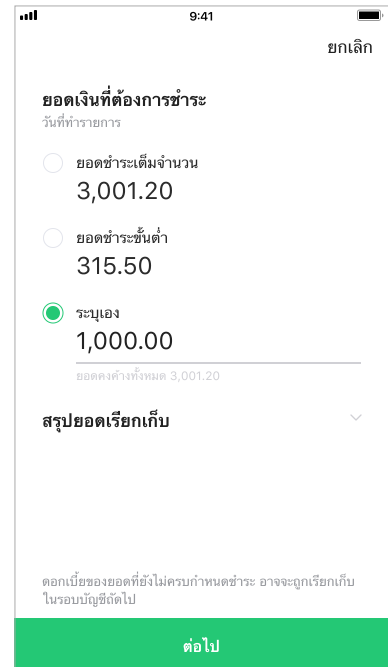 9:41
ยกเลิก
ยอดเงินที่ต้องการชำระ
วันที่ทำรายการ
ยอดชำระเต็มจำนวน
3,001.20
ยอดชำระขั้นต่ำ
315.50
ระบุเอง
1,000.00
ยอดคงค้างทั้งหมด 3,001.20
สรุปยอดเรียกเก็บ
ดอกเบี้ยของยอดที่ยังไม่ครบกำหนดชำระ อาจจะถูกเรียกเก็บ
ในรอบบัญชีถัดไป
ต่อไป